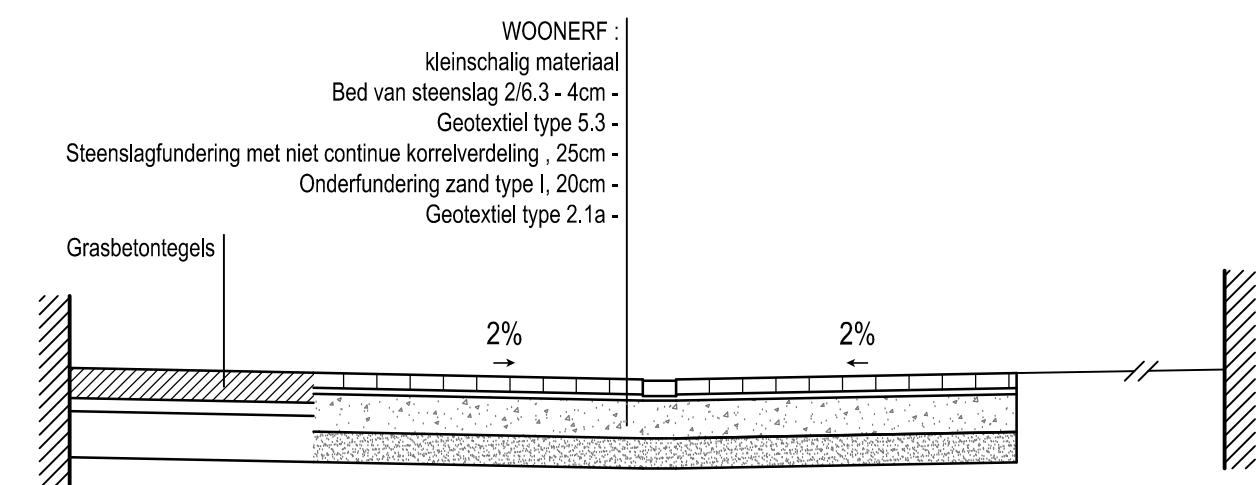 WOONERF :
kleinschalig materiaal
Bed van steenslag 2/6.3 - 4cm -
Geotextiel type 5.3 -
Steenslagfundering met niet continue korrelverdeling , 25cm -
Onderfundering zand type I, 20cm -
Geotextiel type 2.1a -
Grasbetontegels
2%
2%